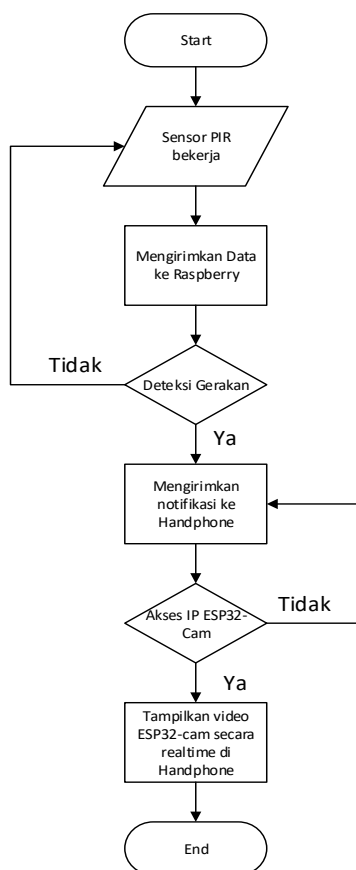 Start
Sensor PIR
bekerja
Mengirimkan Data
ke Raspberry
Tidak
Deteksi Gerakan
Ya
Mengirimkan
notifikasi ke
Handphone
Akses IP ESP32-
Cam
Tidak
Ya
Tampilkan video
ESP32-cam secara
realtime di
Handphone
End